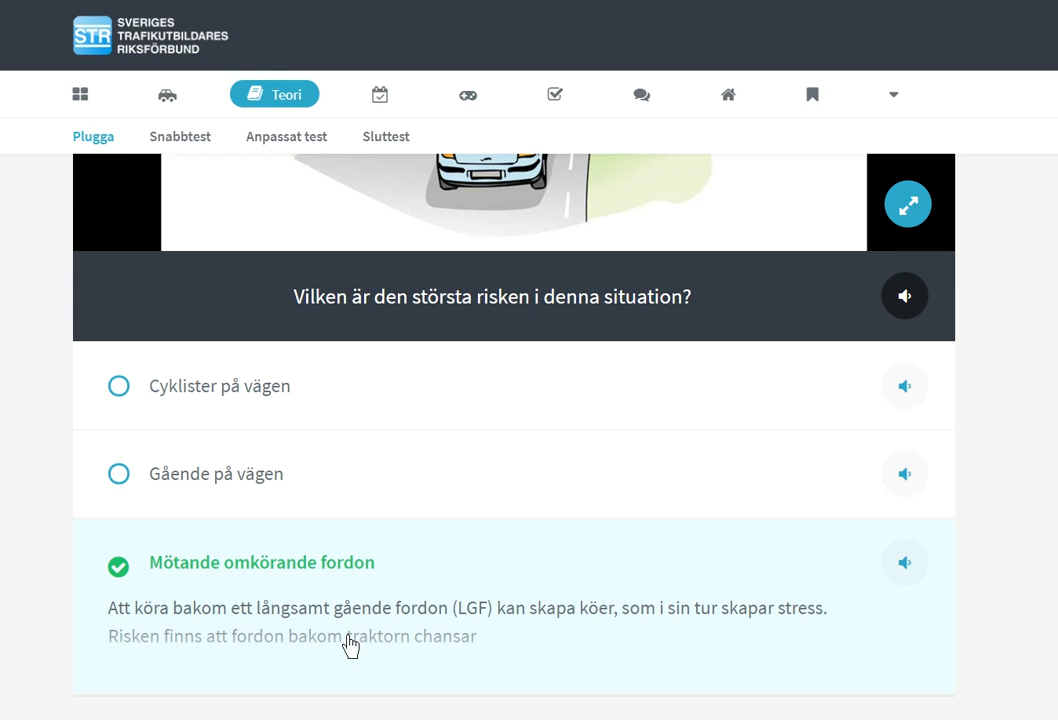 STR
SVERIGES
TRAFIKUTBILDARES
RIKSFÖRBUND
Teori
Plugga Snabbtest Anpassat test Sluttest
Vilken är den största risken i denna situation?
Cyklister på vägen
Gående på vägen
Mötande omkörande fordon
Att köra bakom ett långsamt gående fordon (LGF) kan skapa köer, som i sin tur skapar stress.
Risken finns att fordon bakom traktorn chansar